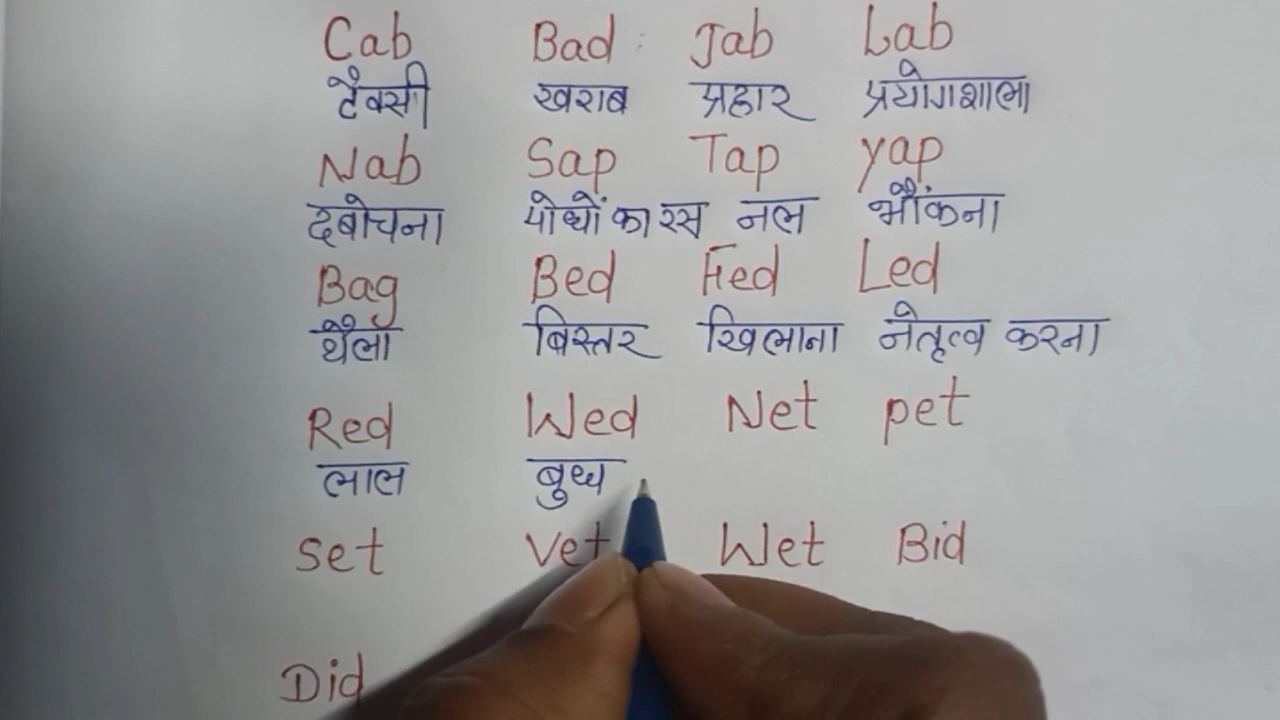 Cab Bad Jab Lab
टैक्सी खराब प्रहार प्रयोगशाला
Nab Sap Tap yap
दबोचना पोधों का रस नल भौंकना
Bag Bed Fed Led
थैला बिस्तर खिलाना नेतृत्व करना
Red Wed Net pet
लाल बुध
Set Vet Wet Bid
Did